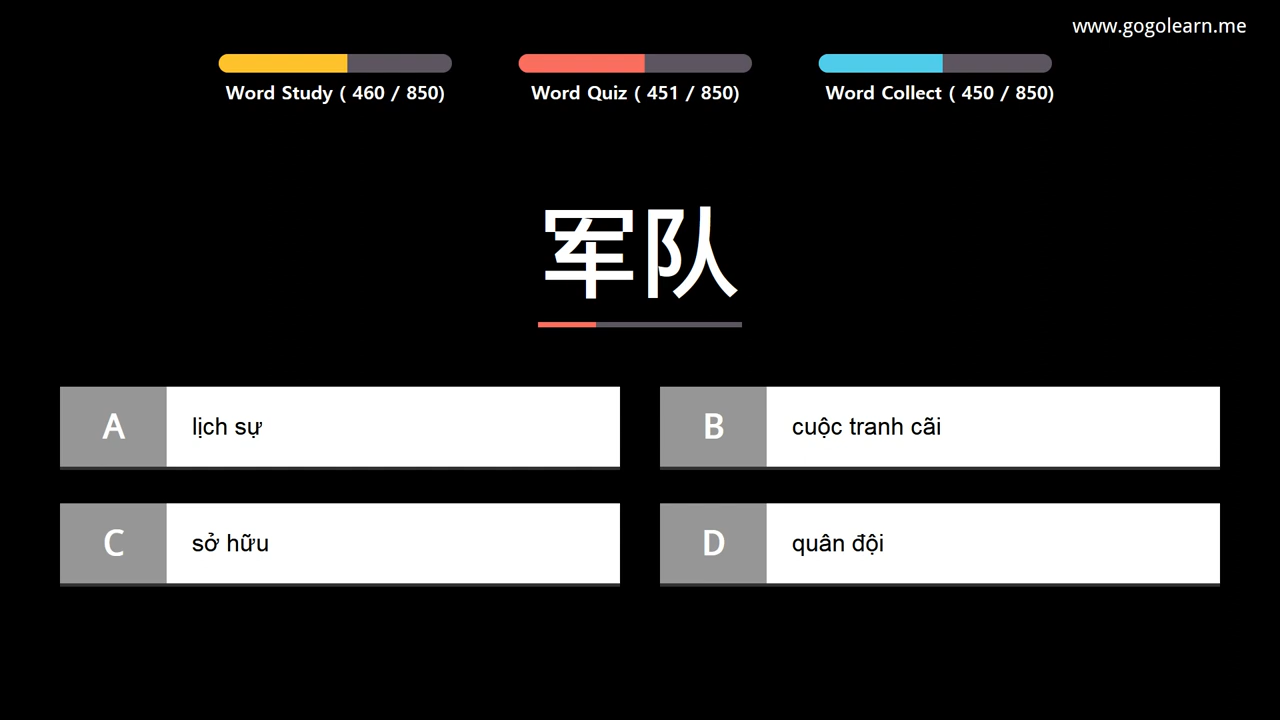 www.gogolearn.me
Word Study ( 460 / 850)
Word Quiz ( 451 / 850)
Word Collect ( 450 / 850)
军队
A
lịch sự
B
cuộc tranh cãi
C
sở hữu
D
quân đội